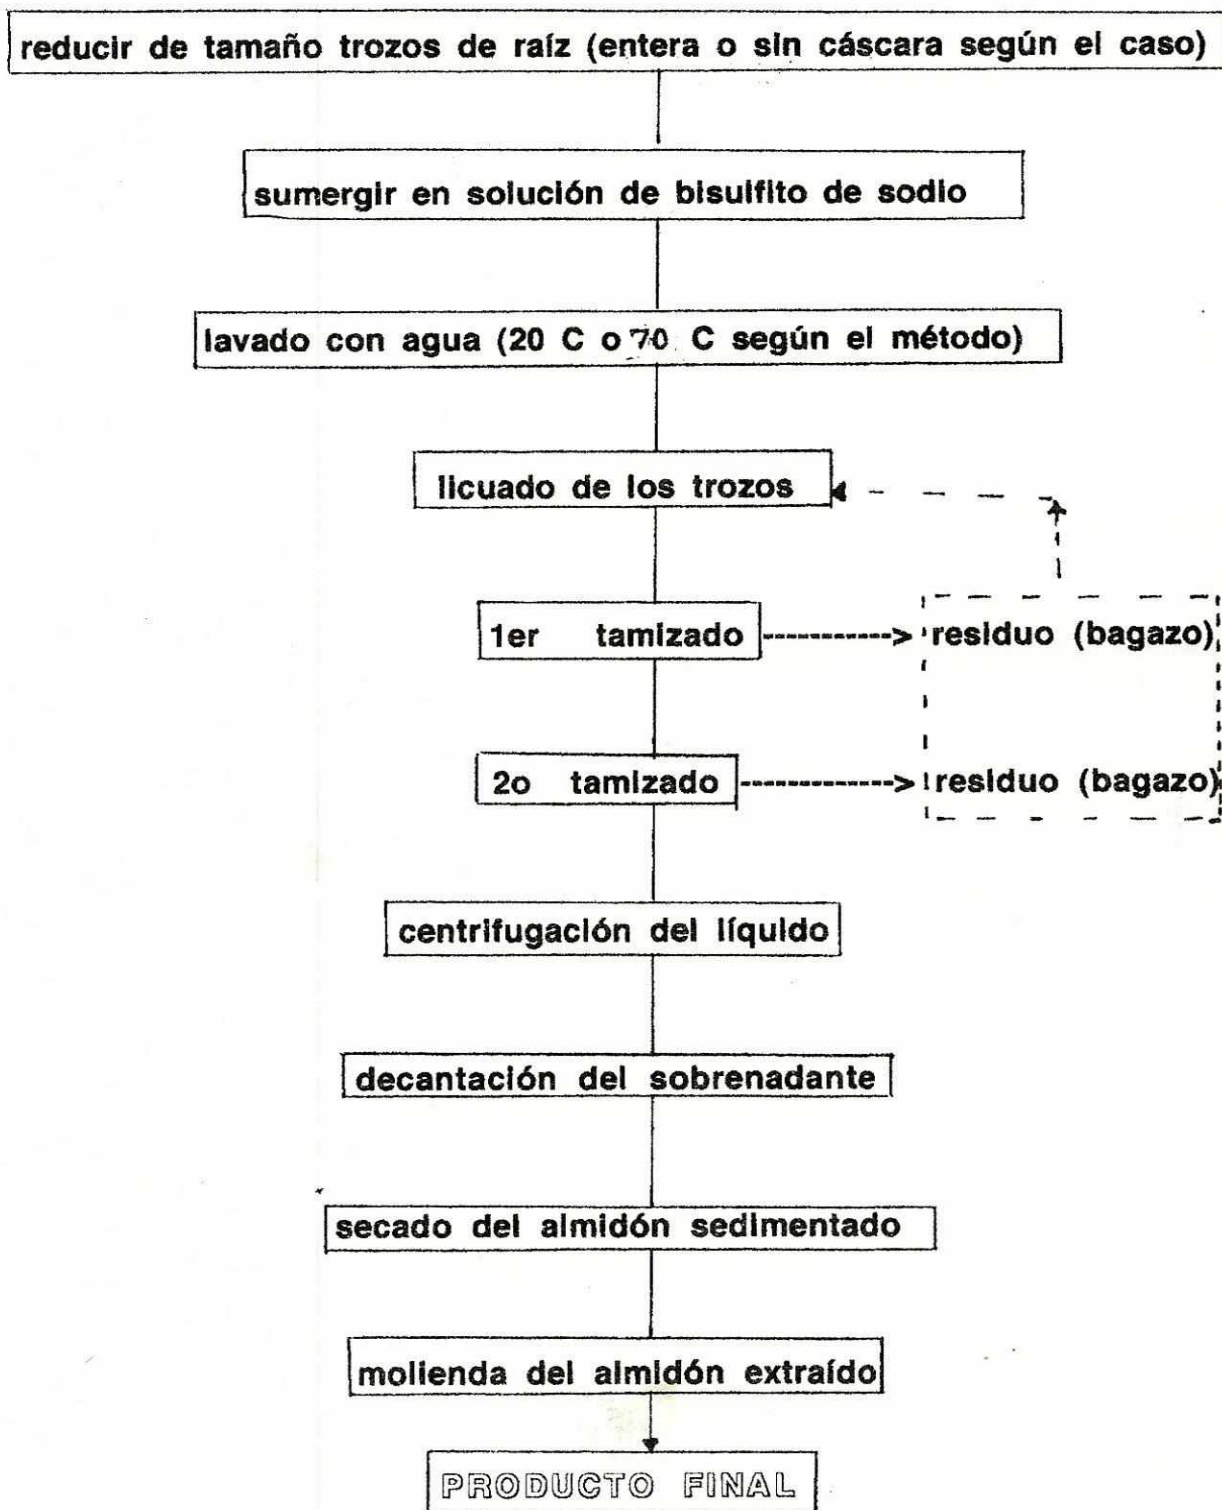 reducir de tamaño trozos de raíz (entera o sin cáscara según el caso)
sumergir en solución de bisulfito de sodio
lavado con agua (20 C o 70 C según el método)
licuado de los trozos
1er tamizado
residuo (bagazo)
2o tamizado
residuo (bagazo)
centrifugación del líquido
decantación del sobrenadante
secado del almidón sedimentado
molienda del almidón extraído
PRODUCTO FINAL